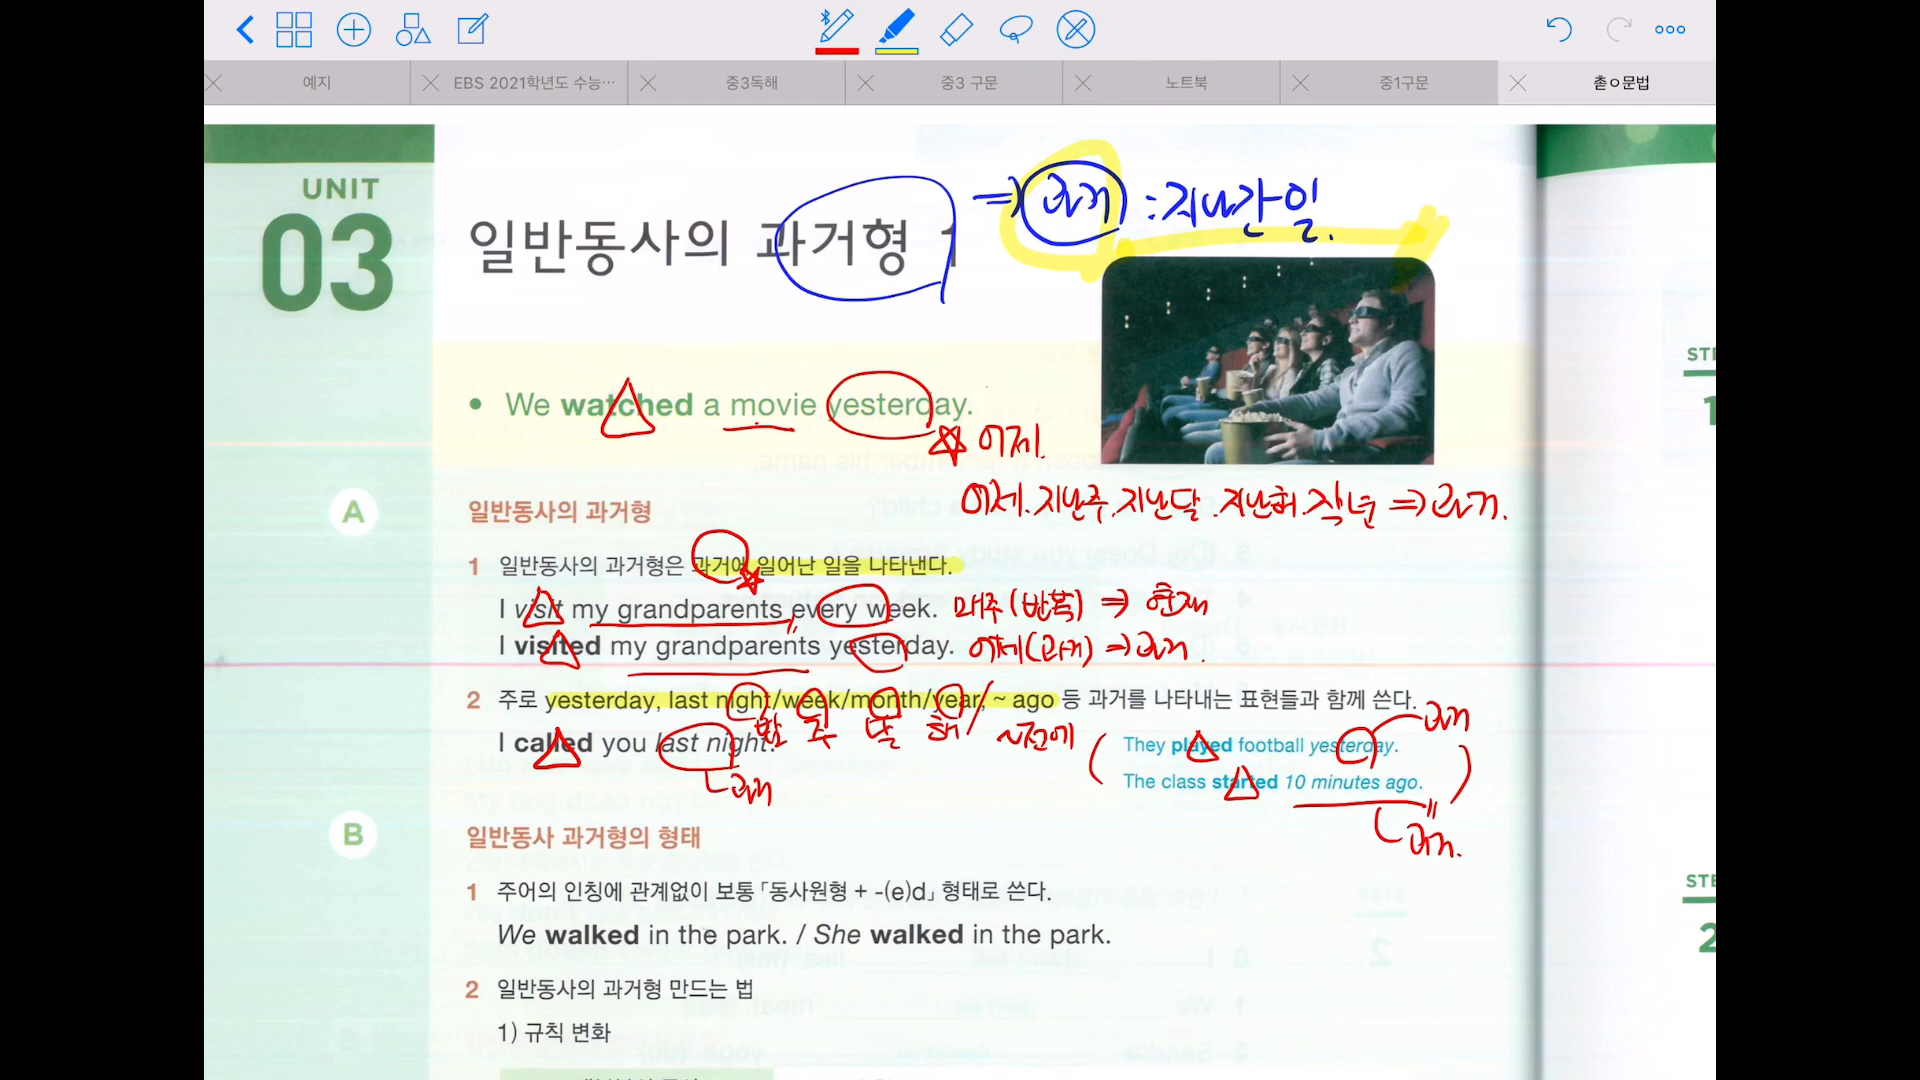 예지 EBS 2021학년도 수능… 중3독해 중3 구문 노트북 중1구문 촏ㅇ문법
UNIT
03
일반동사의 과거형 1
⇒ 과거 : 지나간 일.
• We watched a movie yesterday.
☆ 어제.
어제. 지난주. 지난달. 지난해. 작년 ⇒ 과거.
A
일반동사의 과거형
1 일반동사의 과거형은 과거에 일어난 일을 나타낸다.
I visit my grandparents every week. 매주(반복) ⇒ 현재
I visited my grandparents yesterday. 어제(과거) ⇒ 과거.
2 주로 yesterday, last night/week/month/year, ~ ago 등 과거를 나타내는 표현들과 함께 쓴다.
밤 주 달 해 / ~전에
I called you last night.
과거
They played football yesterday.
과거
The class started 10 minutes ago.
과거.
B
일반동사 과거형의 형태
1 주어의 인칭에 관계없이 보통 「동사원형 + -(e)d」 형태로 쓴다.
We walked in the park. / She walked in the park.
2 일반동사의 과거형 만드는 법
1) 규칙 변화
STE
1
STE
2